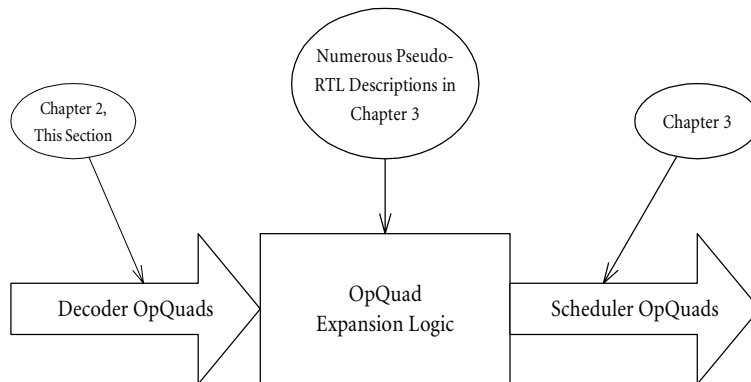 Numerous Pseudo-
RTL Descriptions in
Chapter 3
Chapter 2,
This Section
Chapter 3
Decoder OpQuads
OpQuad
Expansion Logic
Scheduler OpQuads